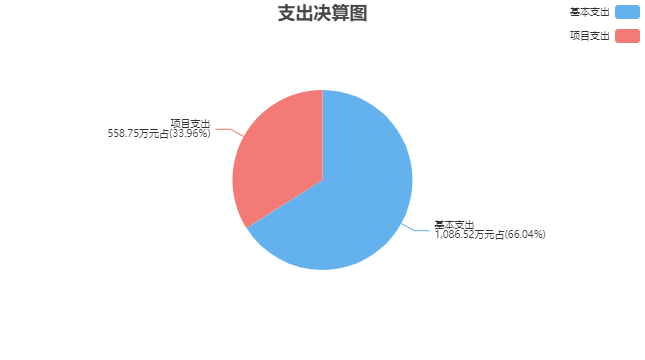 支出决算图
基本支出
项目支出
项目支出
558.75万元占(33.96%)
基本支出
1,086.52万元占(66.04%)